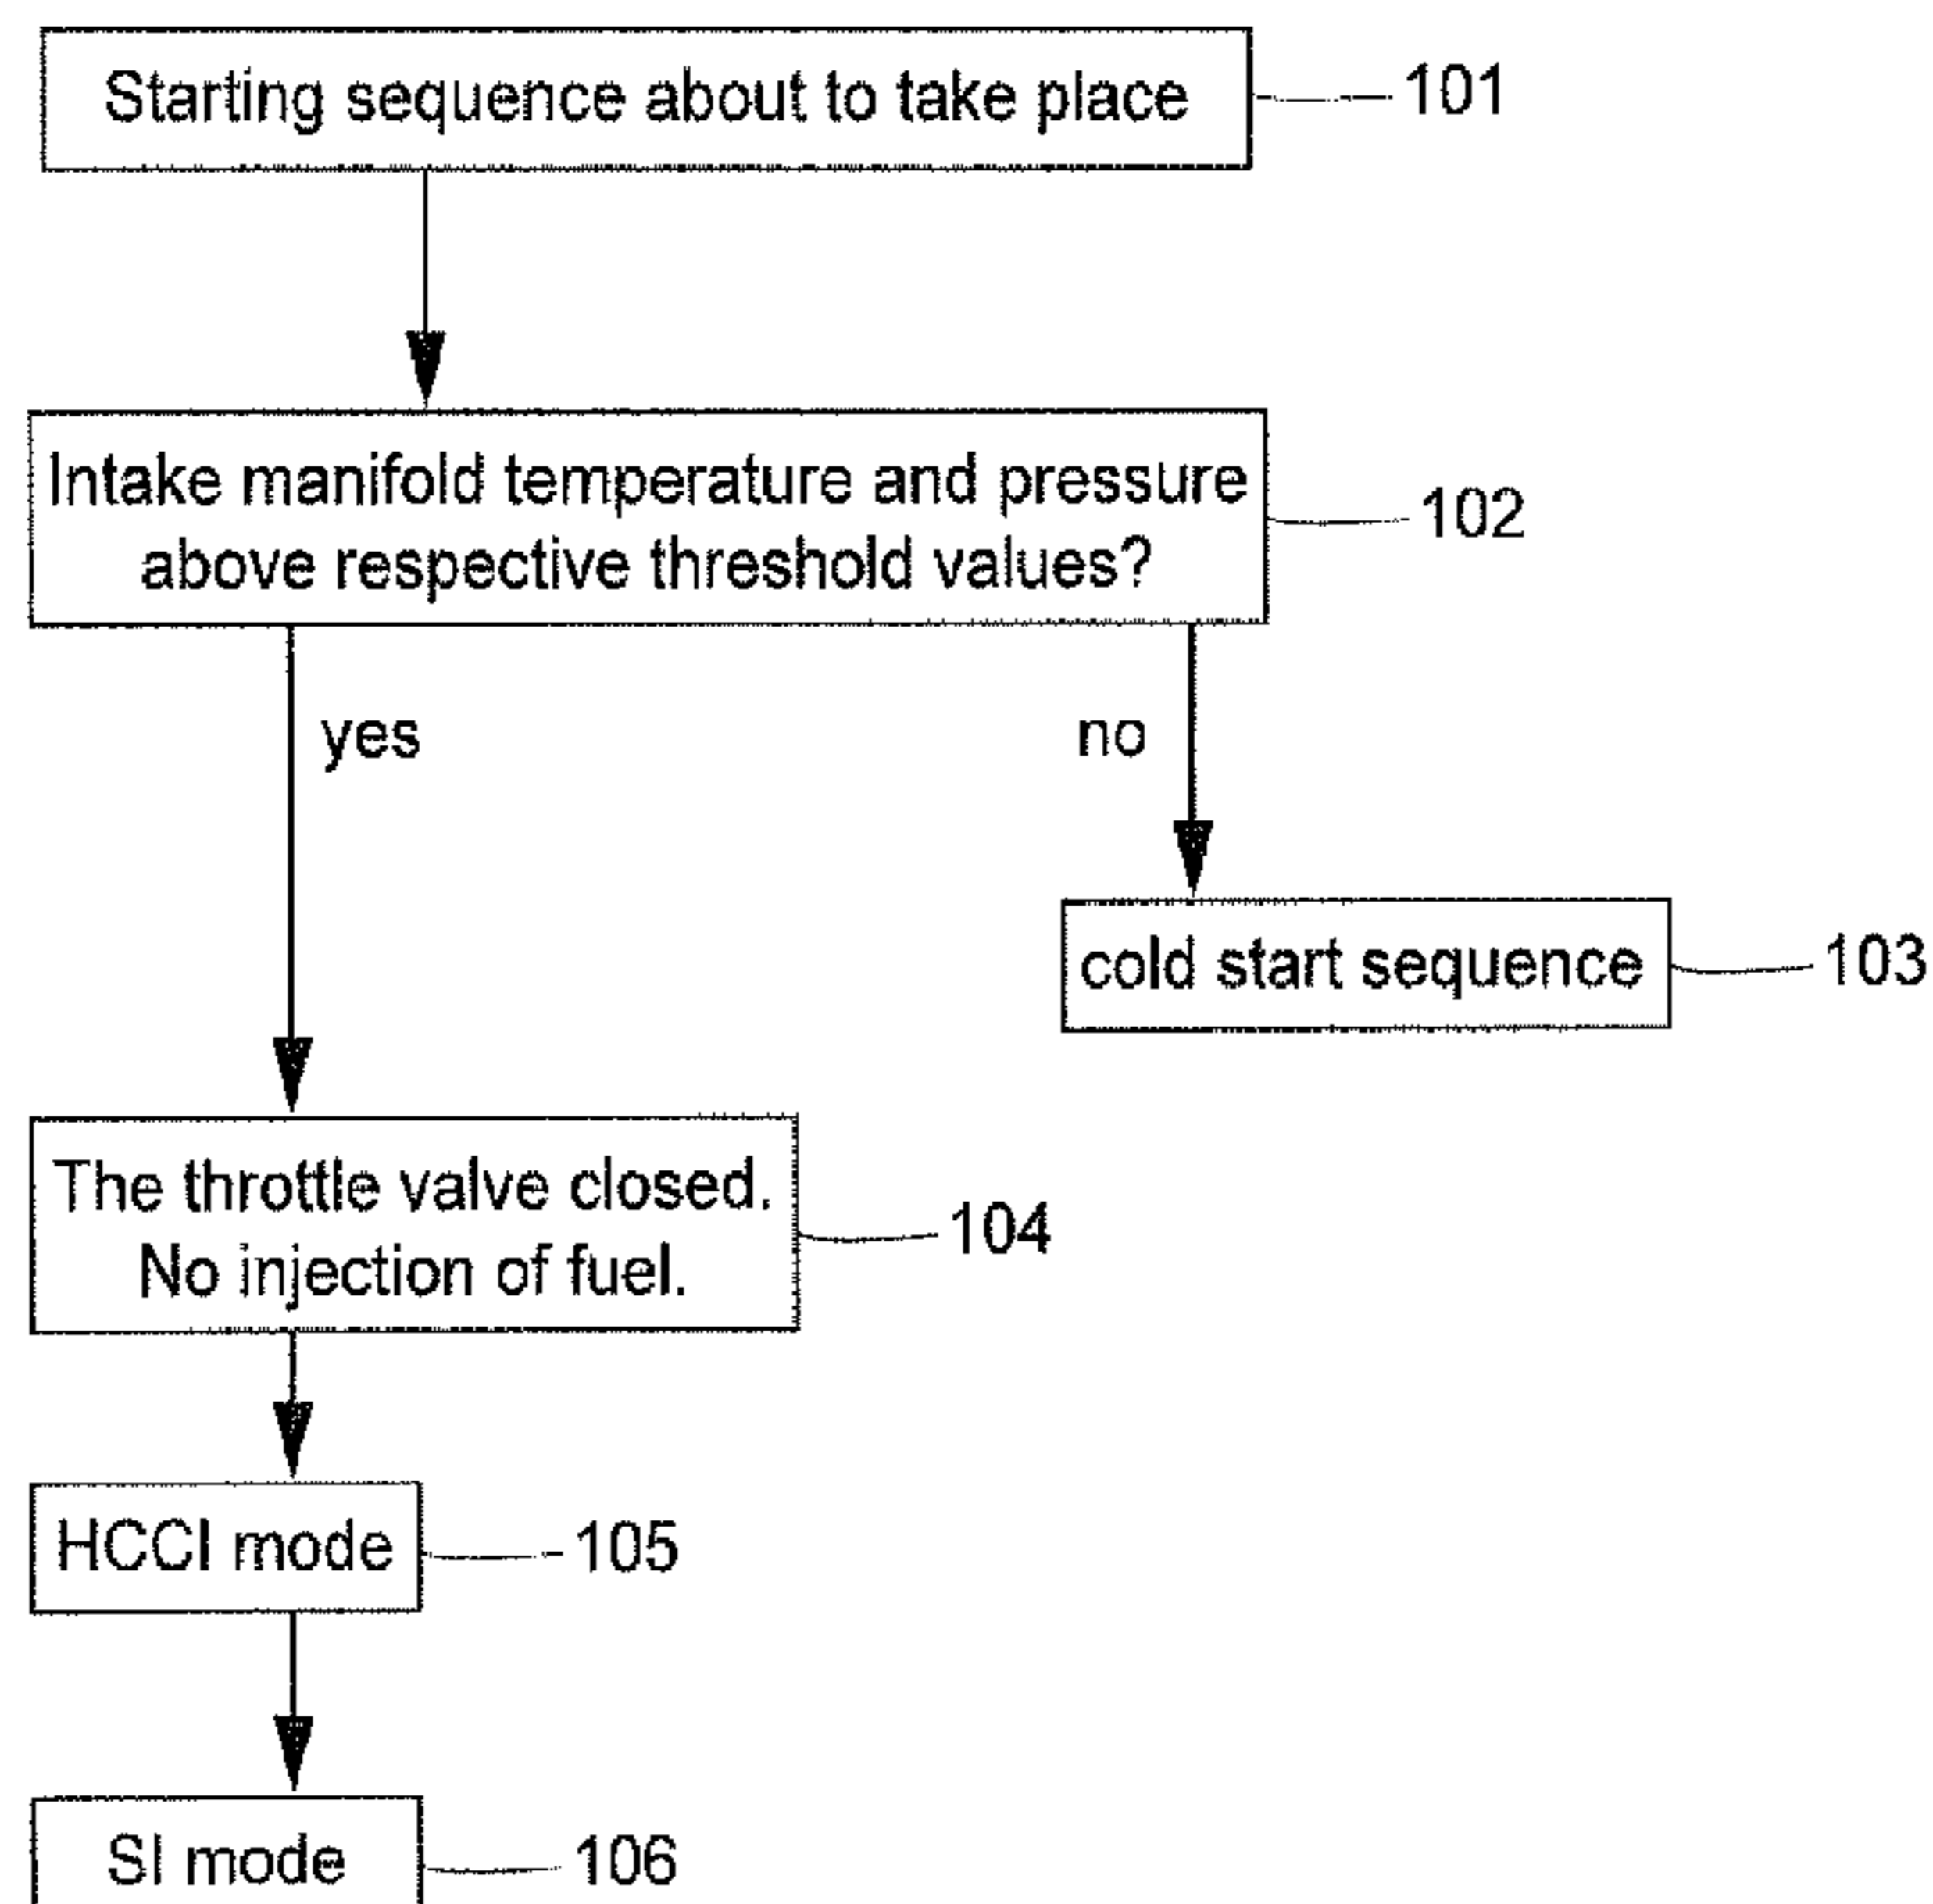 Starting sequence about to take place
101
Intake manifold temperature and pressure
above respective threshold values?
102
yes
no
cold start sequence
103
The throttle valve closed.
No injection of fuel.
104
HCCI mode
105
SI mode
106